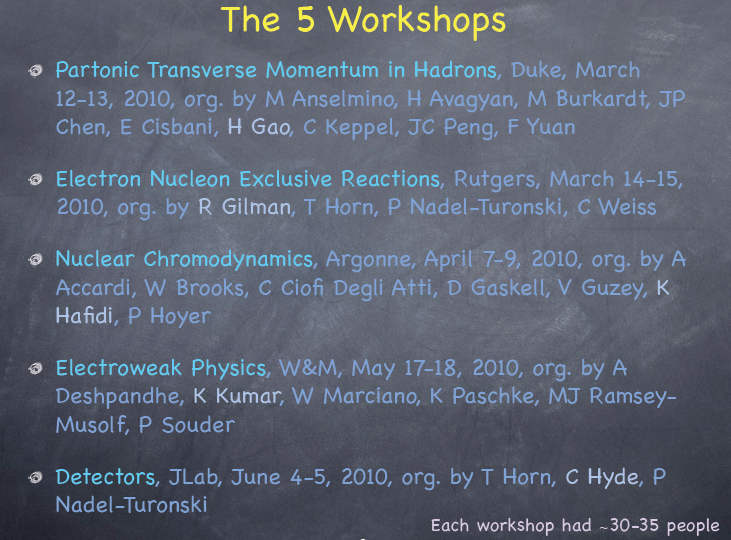 The 5 Workshops
Partonic Transverse Momentum in Hadrons, Duke, March
12-13, 2010, org. by M Anselmino, H Avagyan, M Burkardt, JP
Chen, E Cisbani, H Gao, C Keppel, JC Peng, F Yuan
Electron Nucleon Exclusive Reactions, Rutgers, March 14-15,
2010, org. by R Gilman, T Horn, P Nadel-Turonski, C Weiss
Nuclear Chromodynamics, Argonne, April 7-9, 2010, org. by A
Accardi, W Brooks, C Ciofi Degli Atti, D Gaskell, V Guzey, K
Hafidi, P Hoyer
Electroweak Physics, W&M, May 17-18, 2010, org. by A
Deshpandhe, K Kumar, W Marciano, K Paschke, MJ Ramsey-
Musolf, P Souder
Detectors, JLab, June 4-5, 2010, org. by T Horn, C Hyde, P
Nadel-Turonski
Each workshop had ~30-35 people